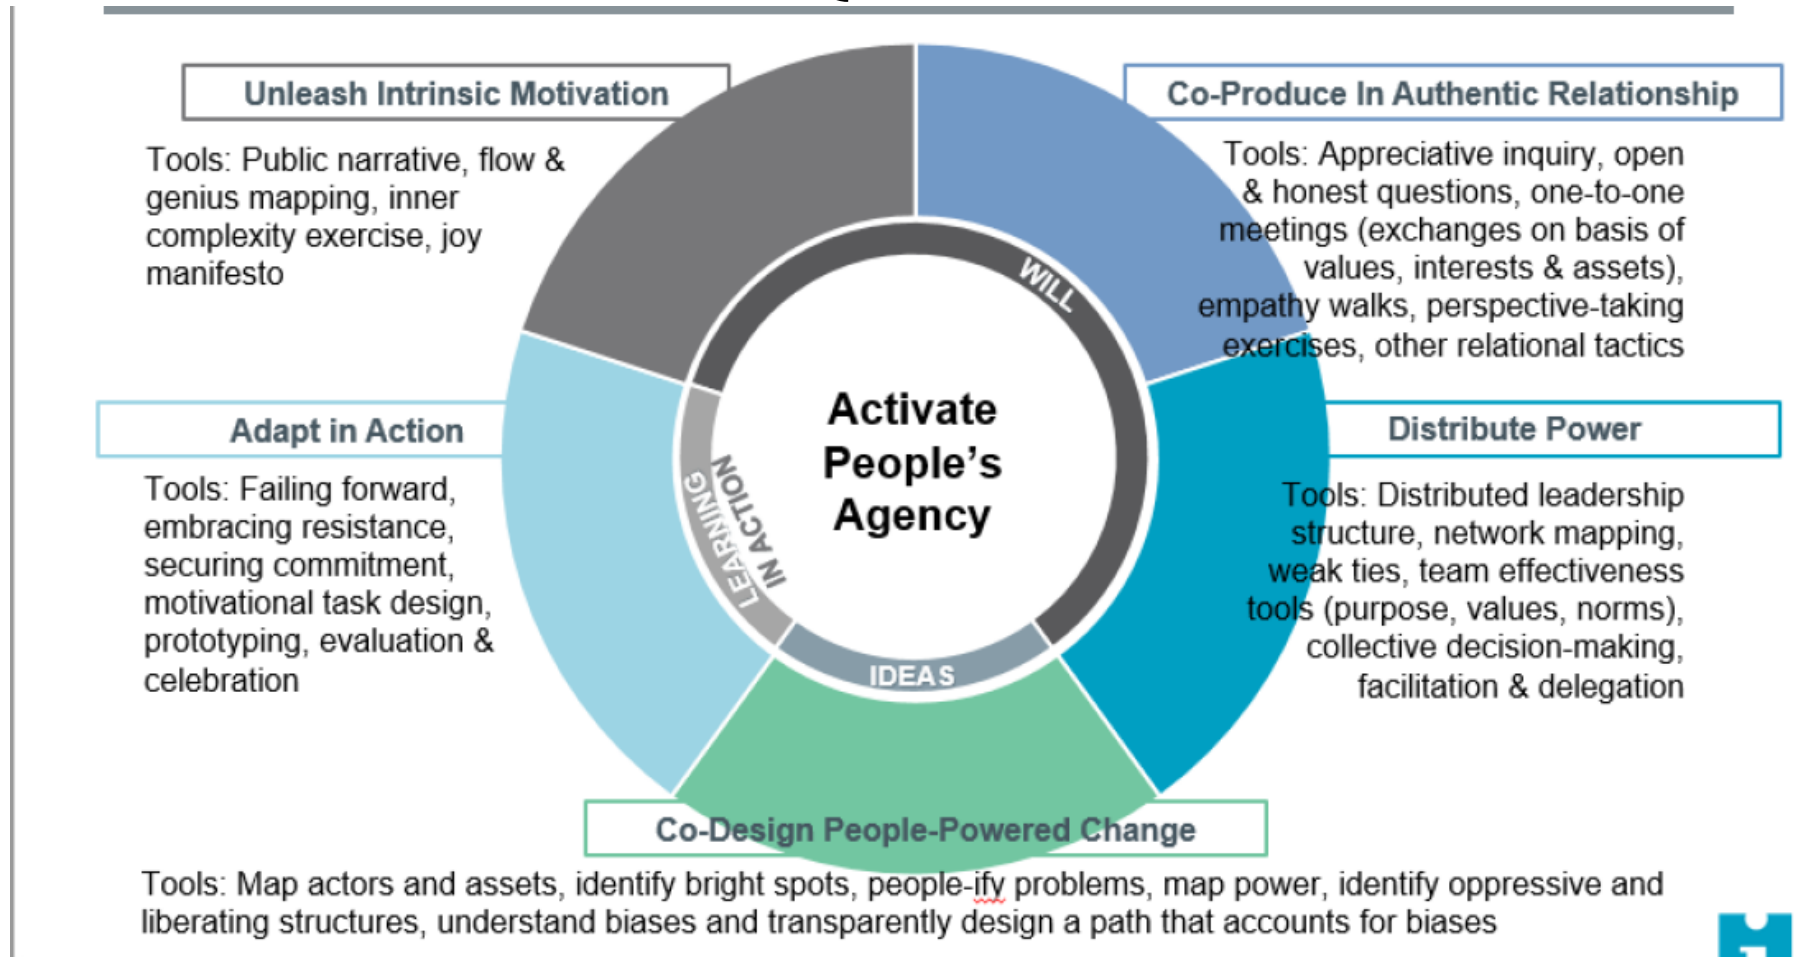 Unleash Intrinsic Motivation
Tools: Public narrative, flow &
genius mapping, inner
complexity exercise, joy
manifesto
Co-Produce In Authentic Relationship
Tools: Appreciative inquiry, open
& honest questions, one-to-one
meetings (exchanges on basis of
values, interests & assets),
empathy walks, perspective-taking
exercises, other relational tactics
WILL
Activate
People’s
Agency
Adapt in Action
Tools: Failing forward,
embracing resistance,
securing commitment,
motivational task design,
prototyping, evaluation &
celebration
LEARNING
IN ACTION
Distribute Power
Tools: Distributed leadership
structure, network mapping,
weak ties, team effectiveness
tools (purpose, values, norms),
collective decision-making,
facilitation & delegation
IDEAS
Co-Design People-Powered Change
Tools: Map actors and assets, identify bright spots, people-ify problems, map power, identify oppressive and
liberating structures, understand biases and transparently design a path that accounts for biases